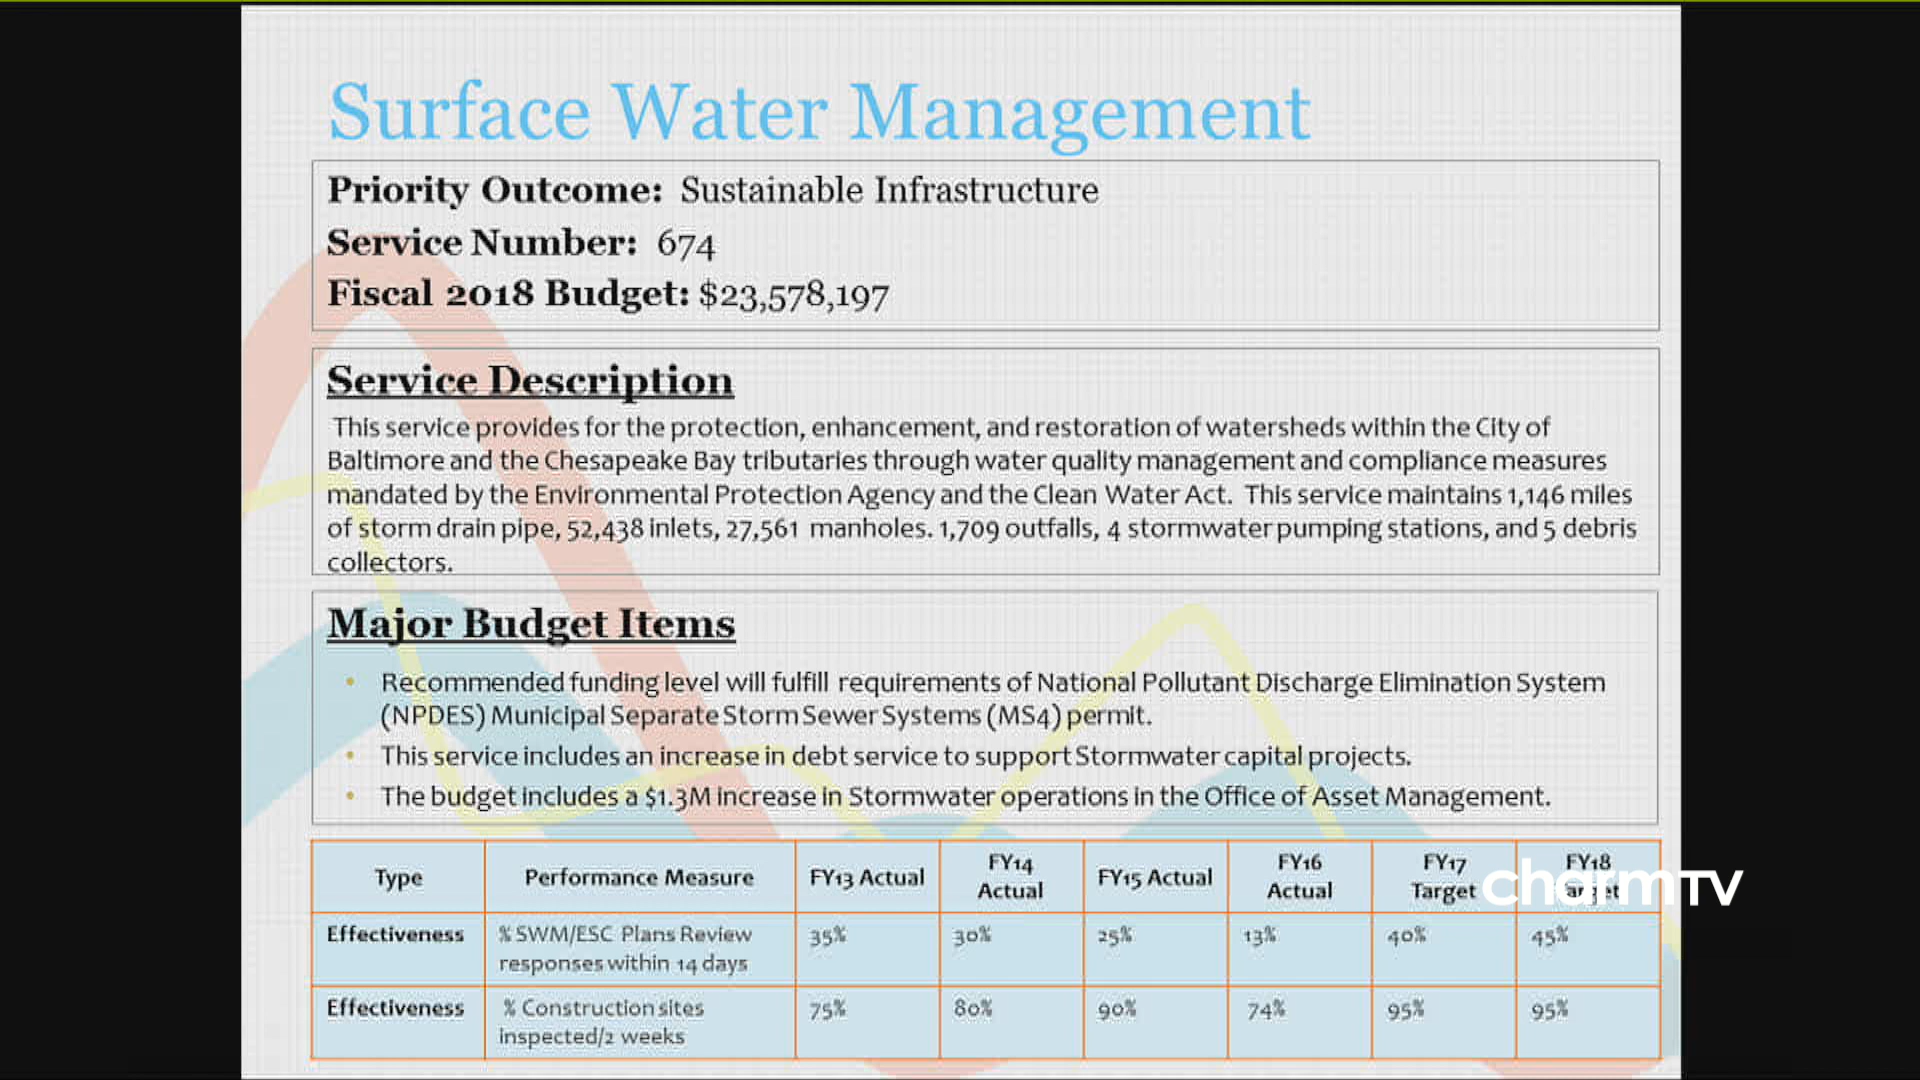 Surface Water Management
Priority Outcome: Sustainable Infrastructure
Service Number: 674
Fiscal 2018 Budget: $23,578,197
Service Description
This service provides for the protection, enhancement, and restoration of watersheds within the City of
Baltimore and the Chesapeake Bay tributaries through water quality management and compliance measures
mandated by the Environmental Protection Agency and the Clean Water Act. This service maintains 1,146 miles
of storm drain pipe, 52,438 inlets, 27,561 manholes. 1,709 outfalls, 4 stormwater pumping stations, and 5 debris
collectors.
Major Budget Items
• Recommended funding level will fulfill requirements of National Pollutant Discharge Elimination System
(NPDES) Municipal Separate Storm Sewer Systems (MS4) permit.
• This service includes an increase in debt service to support Stormwater capital projects.
• The budget includes a $1.3M increase in Stormwater operations in the Office of Asset Management.
Type Performance Measure FY13 Actual FY14 Actual FY15 Actual FY16 Actual FY17 Target FY18 Target
Effectiveness % SWM/ESC Plans Review responses within 14 days 35% 30% 25% 13% 40% 45%
Effectiveness % Construction sites inspected/2 weeks 75% 80% 90% 74% 95% 95%
charmTV